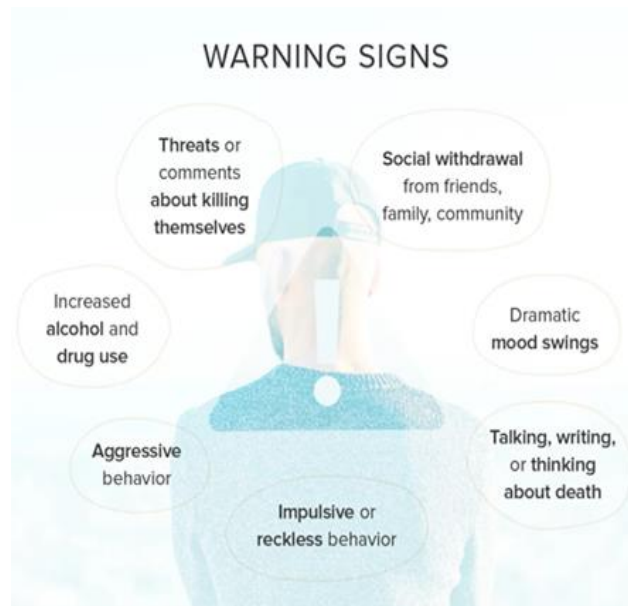 WARNING SIGNS
Threats or
comments
about killing
themselves
Social withdrawal
from friends,
family, community
Increased
alcohol and
drug use
Dramatic
mood swings
Aggressive
behavior
Talking, writing,
or thinking
about death
Impulsive or
reckless behavior